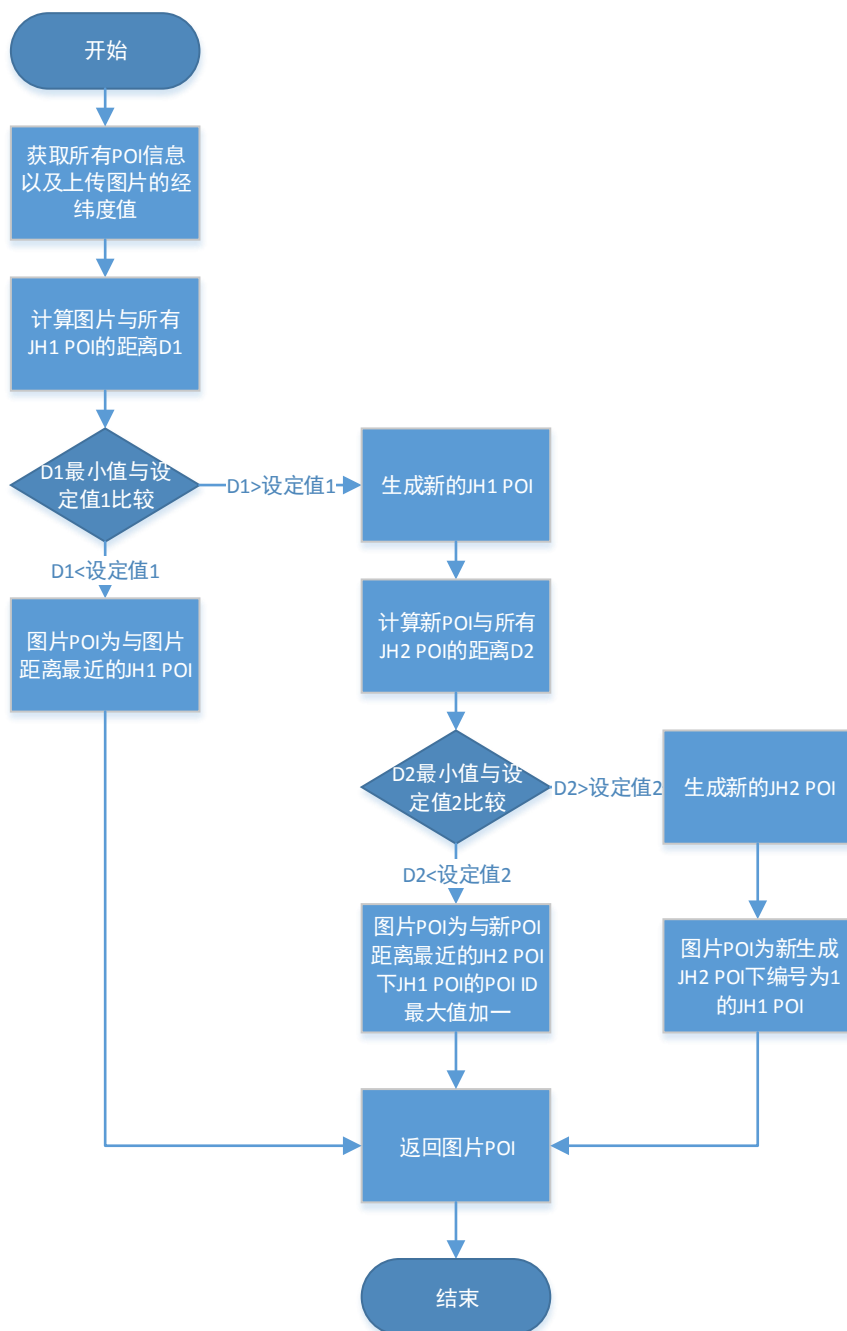 开始
获取所有POI信息
以及上传图片的经
纬度值
计算图片与所有
JH1 POI的距离D1
D1最小值与设
定值1比较
D1>设定值1
生成新的JH1 POI
D1<设定值1
图片POI为与图片
距离最近的JH1 POI
计算新POI与所有
JH2 POI的距离D2
D2最小值与设
定值2比较
D2>设定值2
生成新的JH2 POI
D2<设定值2
图片POI为与新POI
距离最近的JH2 POI
下JH1 POI的POI ID
最大值加一
图片POI为新生成
JH2 POI下编号为1
的JH1 POI
返回图片POI
结束